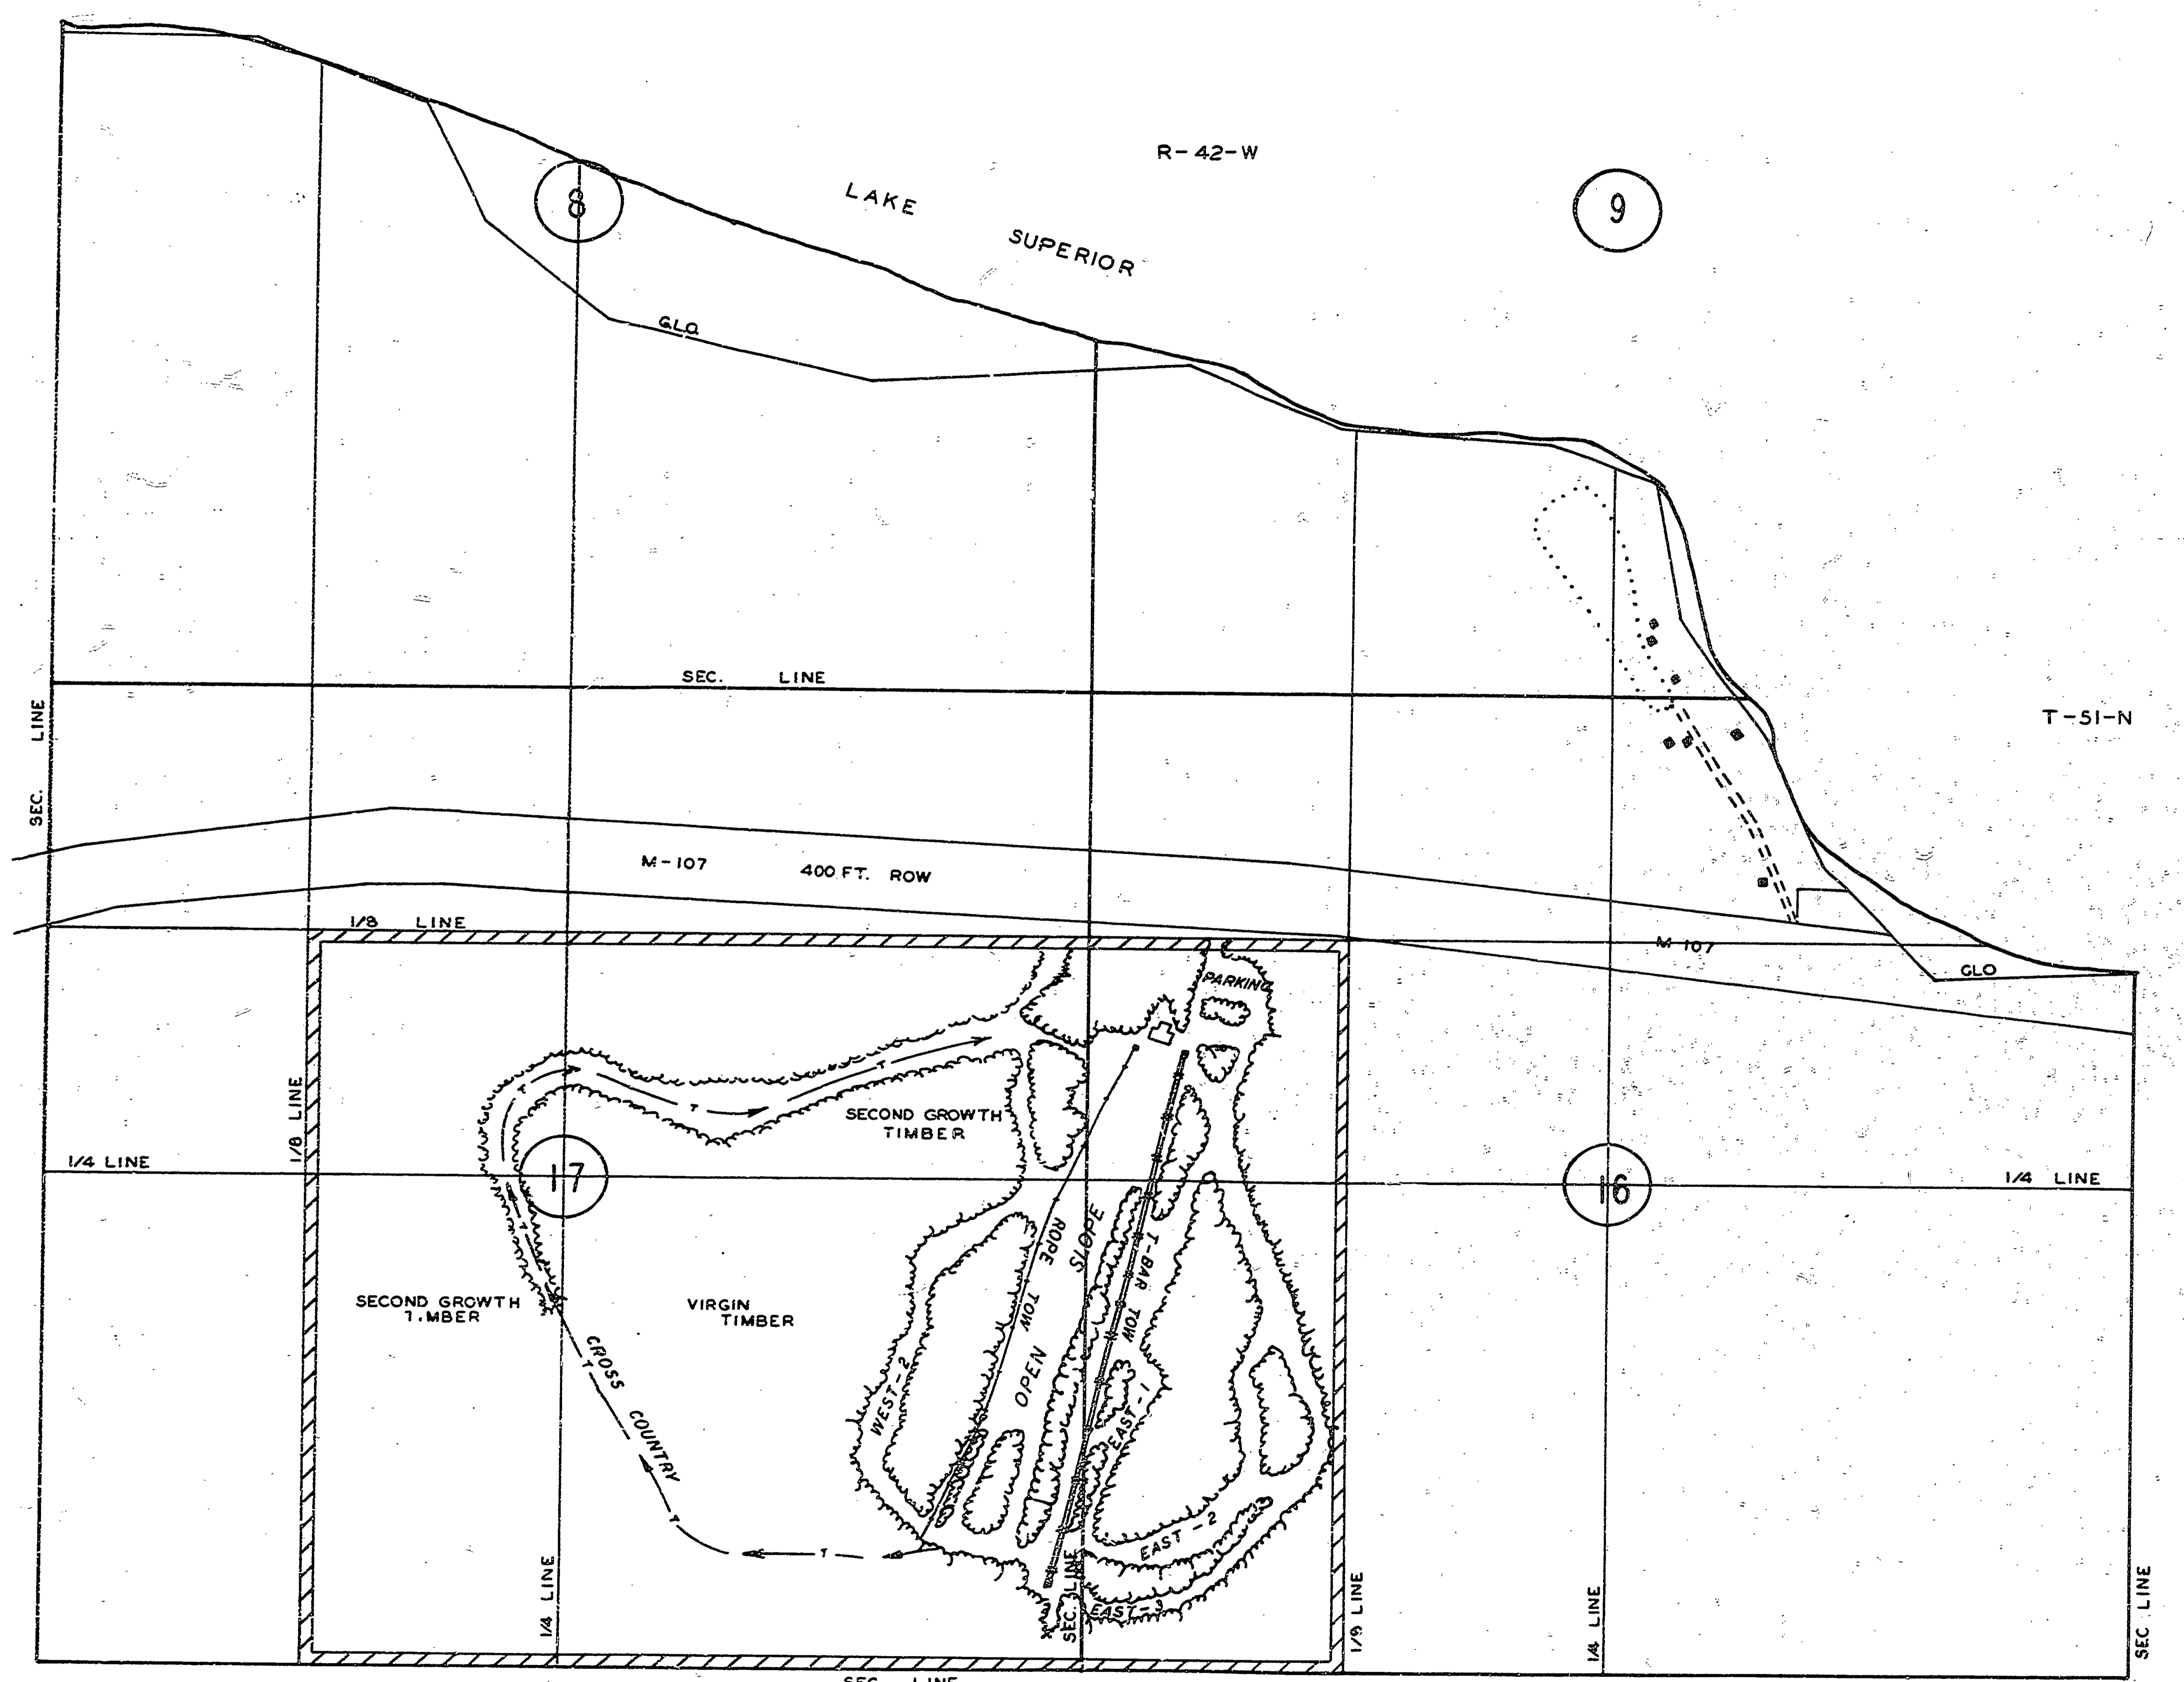 R-42-W
LAKE
SUPERIOR
8
9
G.L.O.
SEC. LINE
SEC. LINE
T-51-N
M-107 400 FT. ROW
1/8 LINE
M-107
GLO
PARKING
SECOND GROWTH
TIMBER
1/8 LINE
1/4 LINE
17
16
1/4 LINE
T
T
T
T
ROPE TOW
OPEN SLOPE
T-BAR TOW
SECOND GROWTH
T.MBER
VIRGIN
TIMBER
CROSS COUNTRY
T
T
T
WEST-2
EAST-1
EAST-2
EAST-3
1/4 LINE
SEC. LINE
1/8 LINE
1/4 LINE
SEC LINE
SEC. LINE